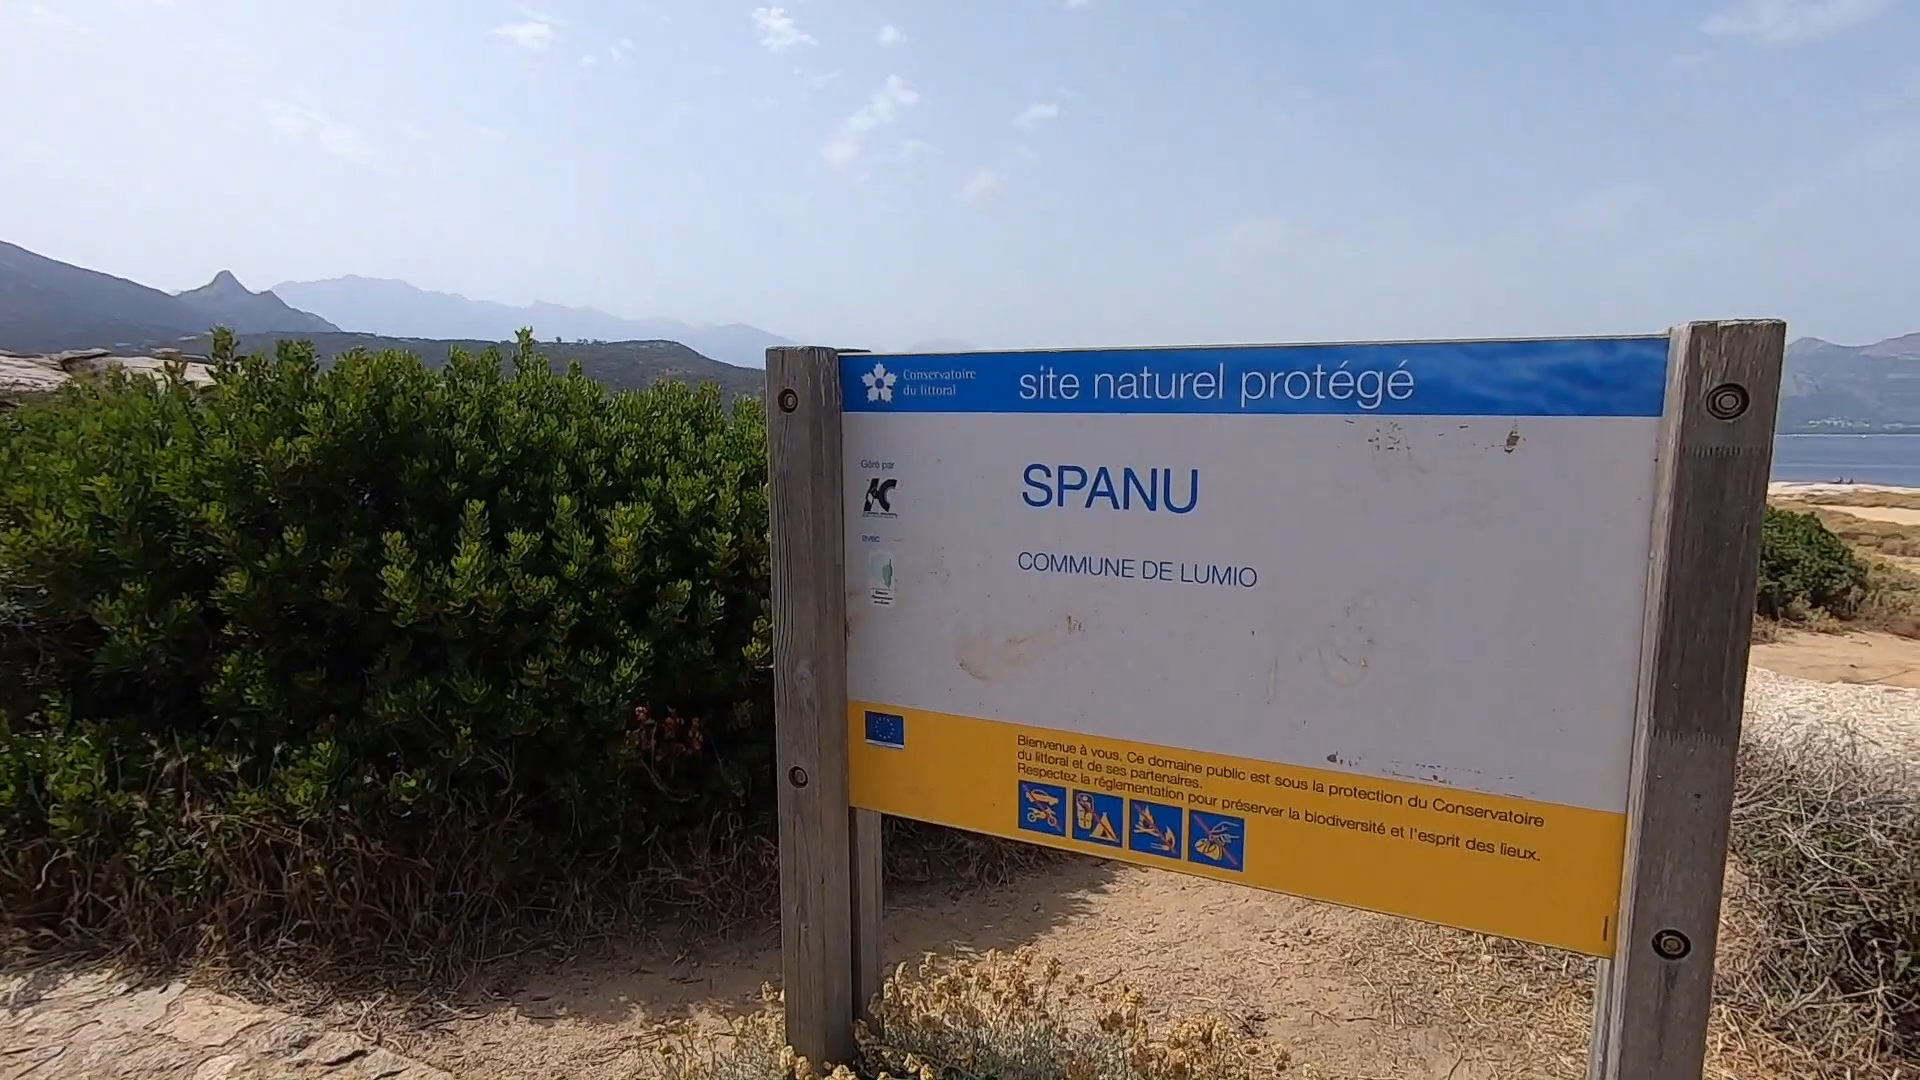 Conservatoire
du littoral
site naturel protégé
Géré par
SPANU
avec
COMMUNE DE LUMIO
Bienvenue à vous. Ce domaine public est sous la protection du Conservatoire
du littoral et de ses partenaires.
Respectez la réglementation pour préserver la biodiversité et l'esprit des lieux.